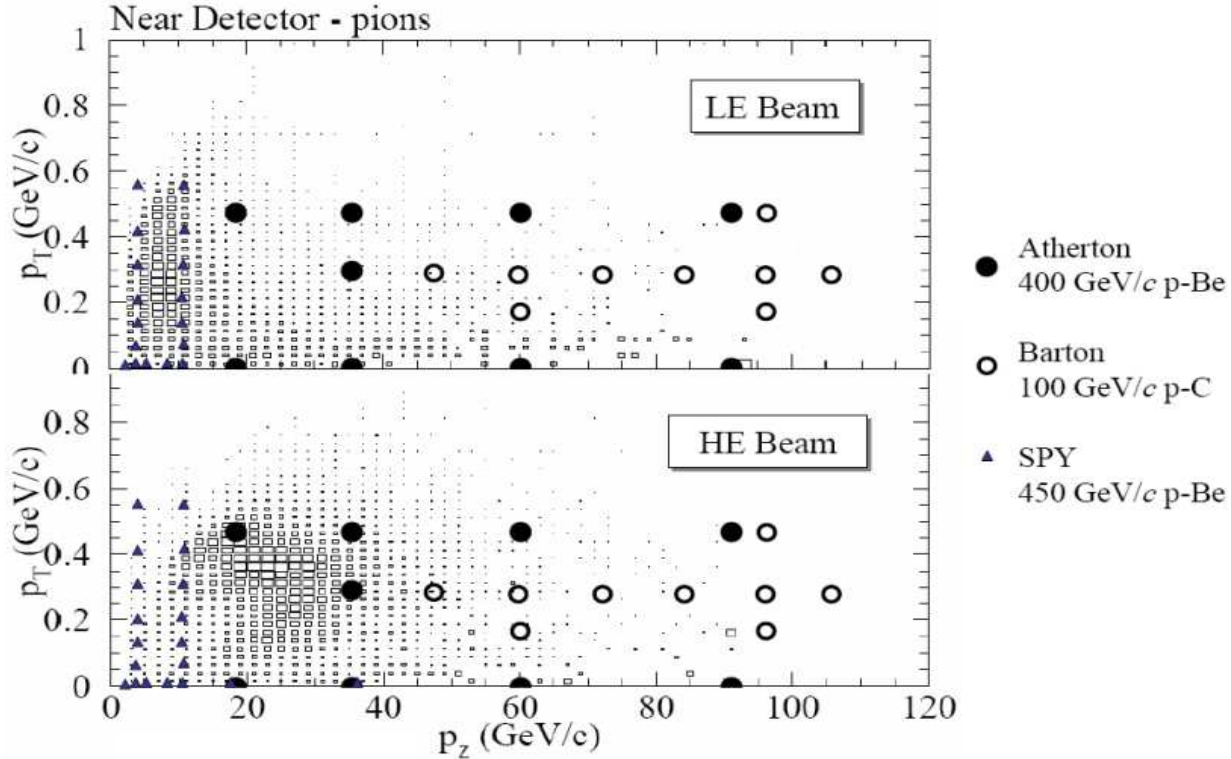 Near Detector - pions
1
0.8
0.6
0.4
0.2
0
p_T (GeV/c)
LE Beam
0.8
0.6
0.4
0.2
0
p_T (GeV/c)
HE Beam
0 20 40 60 80 100 120
p_z (GeV/c)
Atherton
400 GeV/c p-Be
Barton
100 GeV/c p-C
SPY
450 GeV/c p-Be